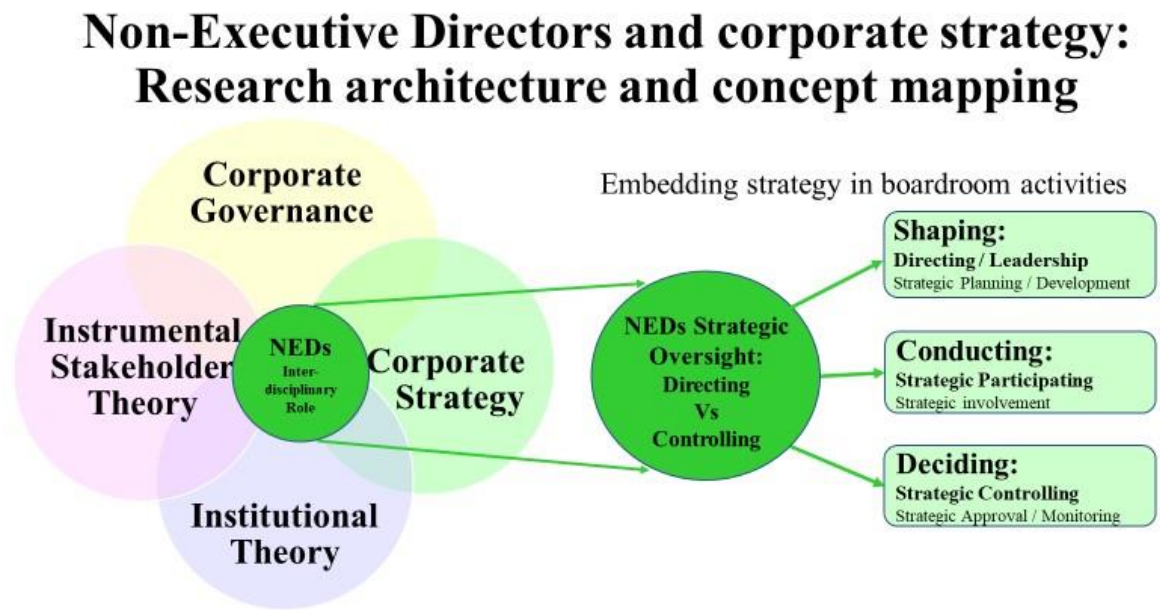 Non-Executive Directors and corporate strategy:
Research architecture and concept mapping
Corporate
Governance
Instrumental
Stakeholder
Theory
NEDs
Inter-
disciplinary
Role
Corporate
Strategy
Institutional
Theory
Embedding strategy in boardroom activities
NEDs Strategic
Oversight:
Directing
Vs
Controlling
Shaping:
Directing / Leadership
Strategic Planning / Development
Conducting:
Strategic Participating
Strategic involvement
Deciding:
Strategic Controlling
Strategic Approval / Monitoring